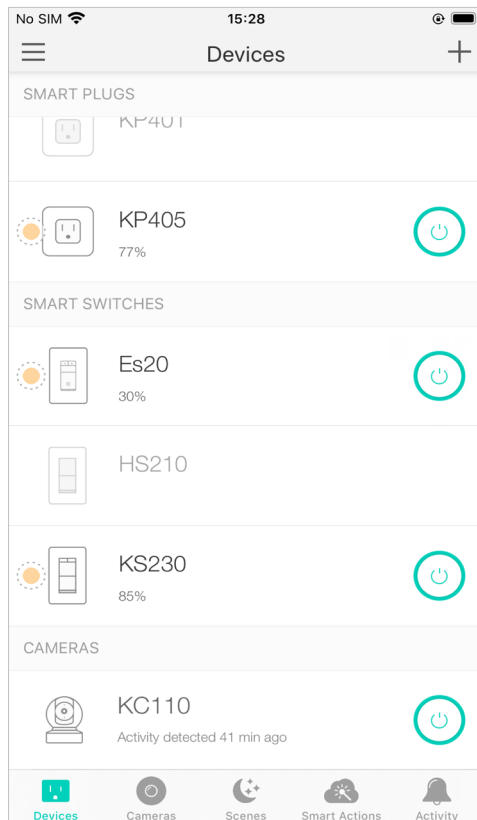 No SIM 15:28
Devices
SMART PLUGS
KP401
KP405
77%
SMART SWITCHES
Es20
30%
HS210
KS230
85%
CAMERAS
KC110
Activity detected 41 min ago
Devices Cameras Scenes Smart Actions Activity